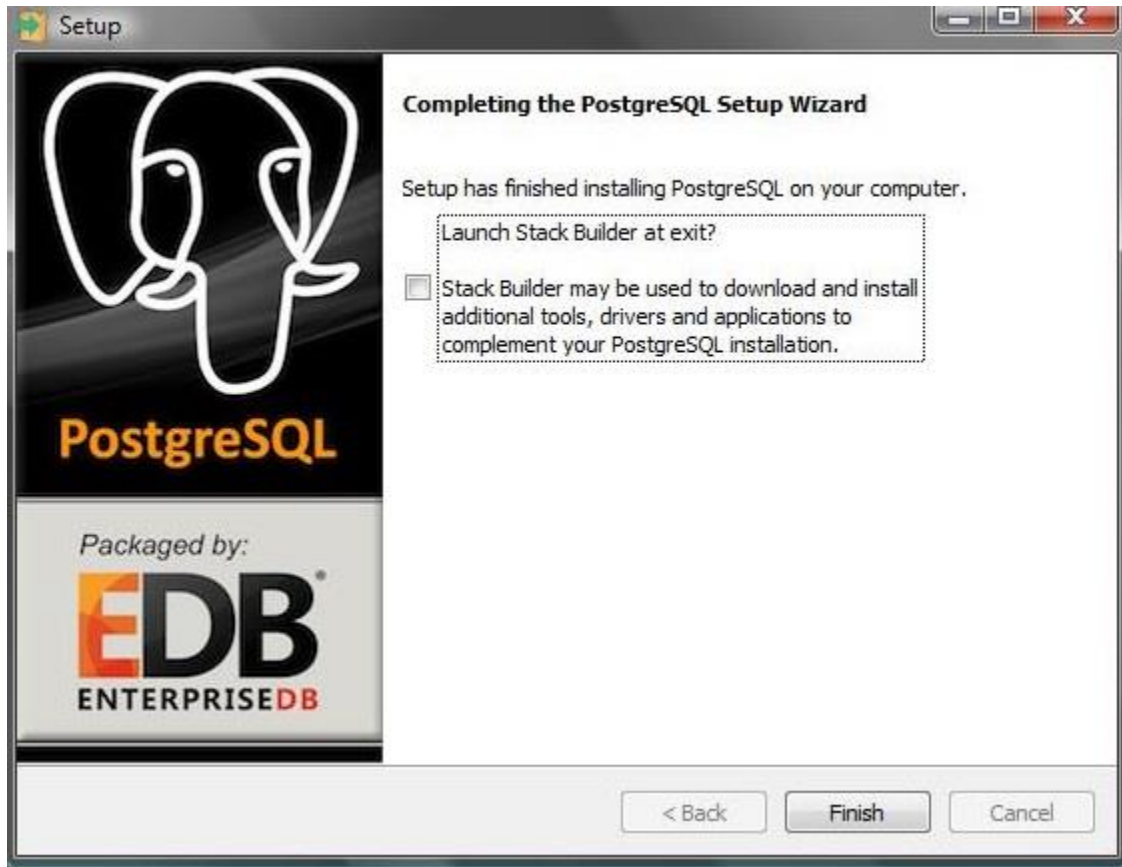 Setup
Completing the PostgreSQL Setup Wizard
Setup has finished installing PostgreSQL on your computer.
Launch Stack Builder at exit?
Stack Builder may be used to download and install
additional tools, drivers and applications to
complement your PostgreSQL installation.
PostgreSQL
Packaged by:
EDB®
ENTERPRISEDB
< Back
Finish
Cancel